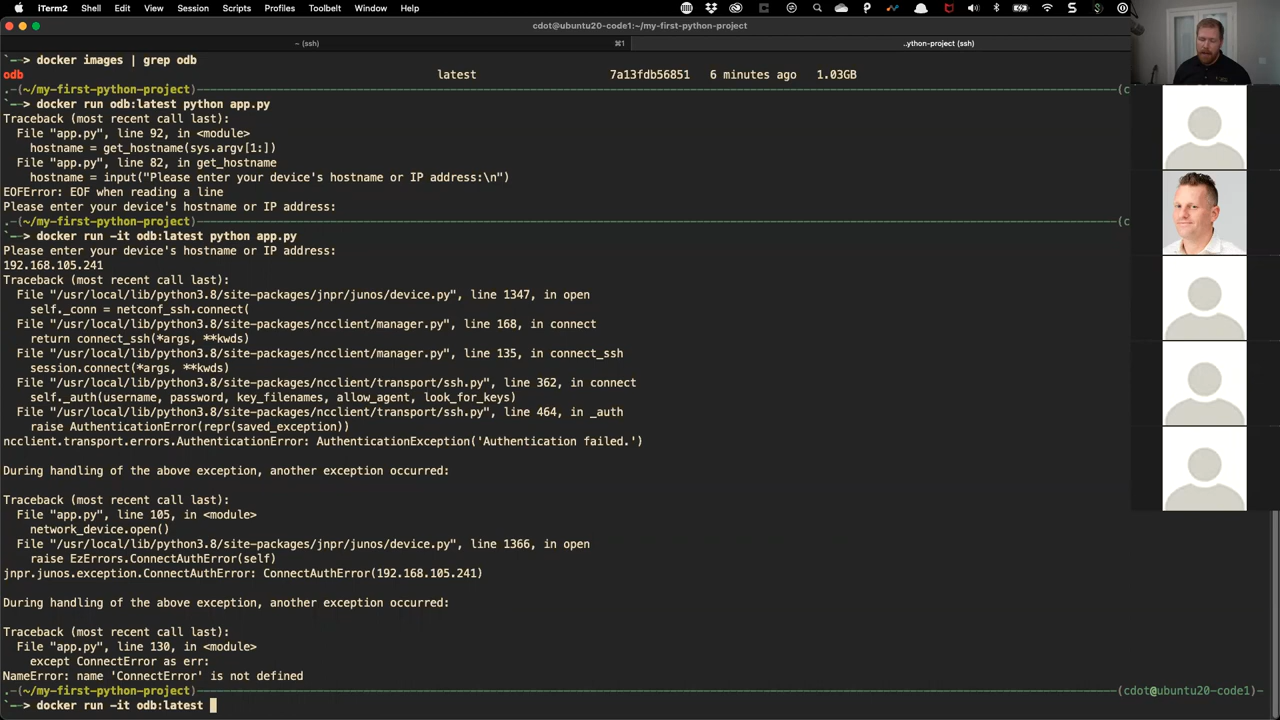 iTerm2 Shell Edit View Session Scripts Profiles Toolbelt Window Help
cdot@ubuntu20-code1:~/my-first-python-project
~ (ssh) ⌘1 ..ython-project (ssh)
`--> docker images | grep odb
odb latest 7a13fdb56851 6 minutes ago 1.03GB
.-(~/my-first-python-project) (c
`--> docker run odb:latest python app.py
Traceback (most recent call last):
File "app.py", line 92, in <module>
hostname = get_hostname(sys.argv[1:])
File "app.py", line 82, in get_hostname
hostname = input("Please enter your device's hostname or IP address:\n")
EOFError: EOF when reading a line
Please enter your device's hostname or IP address:
.-(~/my-first-python-project) (c
`--> docker run -it odb:latest python app.py
Please enter your device's hostname or IP address:
192.168.105.241
Traceback (most recent call last):
File "/usr/local/lib/python3.8/site-packages/jnpr/junos/device.py", line 1347, in open
self._conn = netconf_ssh.connect(
File "/usr/local/lib/python3.8/site-packages/ncclient/manager.py", line 168, in connect
return connect_ssh(*args, **kwds)
File "/usr/local/lib/python3.8/site-packages/ncclient/manager.py", line 135, in connect_ssh
session.connect(*args, **kwds)
File "/usr/local/lib/python3.8/site-packages/ncclient/transport/ssh.py", line 362, in connect
self._auth(username, password, key_filenames, allow_agent, look_for_keys)
File "/usr/local/lib/python3.8/site-packages/ncclient/transport/ssh.py", line 464, in _auth
raise AuthenticationError(repr(saved_exception))
ncclient.transport.errors.AuthenticationError: AuthenticationException('Authentication failed.')
During handling of the above exception, another exception occurred:
Traceback (most recent call last):
File "app.py", line 105, in <module>
network_device.open()
File "/usr/local/lib/python3.8/site-packages/jnpr/junos/device.py", line 1366, in open
raise EzErrors.ConnectAuthError(self)
jnpr.junos.exception.ConnectAuthError: ConnectAuthError(192.168.105.241)
During handling of the above exception, another exception occurred:
Traceback (most recent call last):
File "app.py", line 130, in <module>
except ConnectError as err:
NameError: name 'ConnectError' is not defined
.-(~/my-first-python-project) (cdot@ubuntu20-code1)-
`--> docker run -it odb:latest